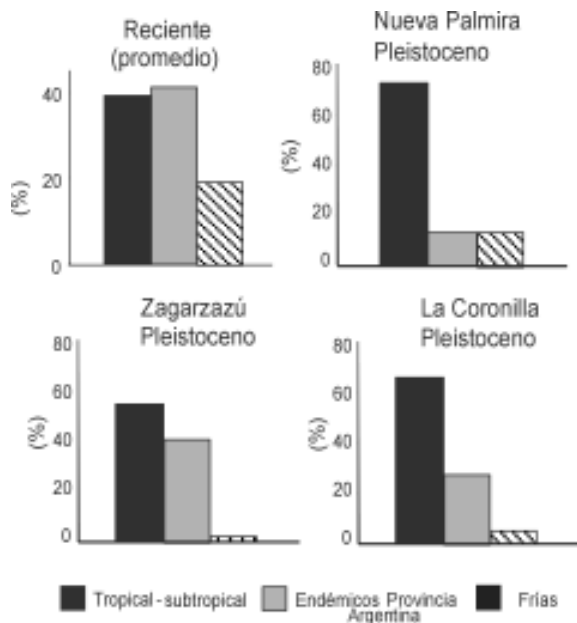 Reciente
(promedio)
40
20
0
(%)
Nueva Palmira
Pleistoceno
80
60
40
20
0
(%)
Zagarzazú
Pleistoceno
80
60
40
20
0
(%)
La Coronilla
Pleistoceno
80
60
40
20
0
(%)
Tropical - subtropical
Endémicos Provincia
Argentina
Frías